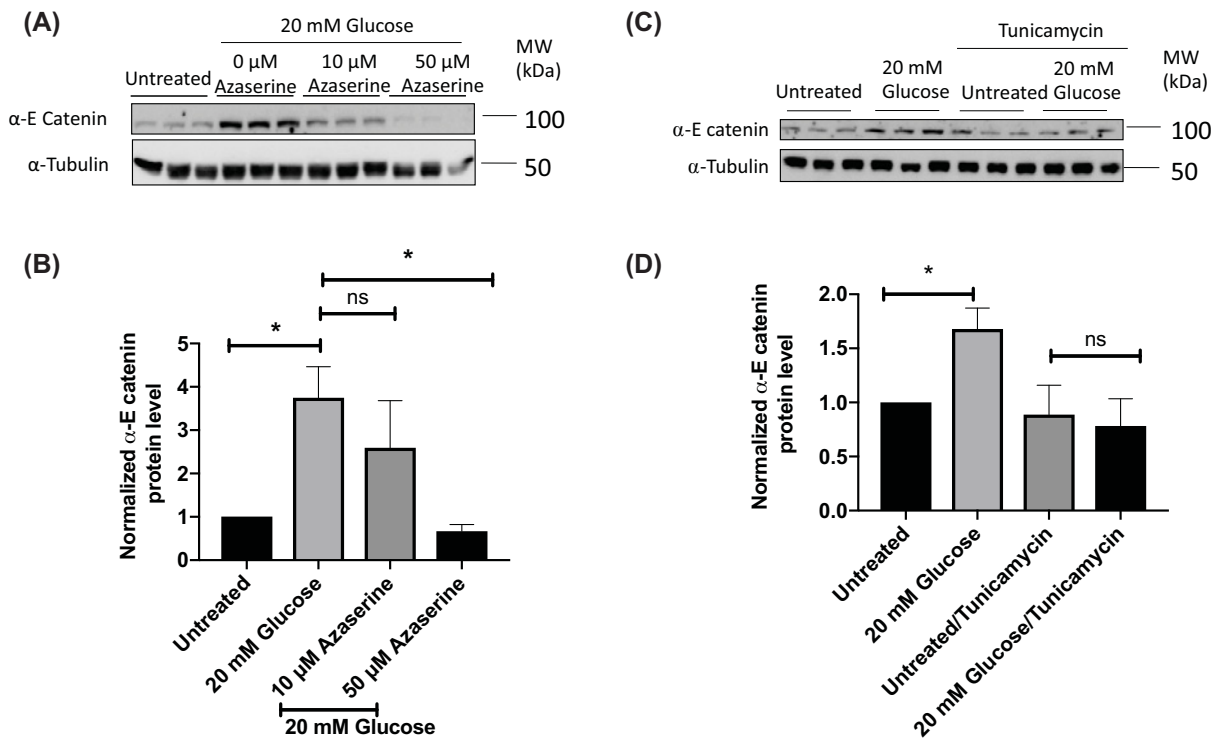 (A)
20 mM Glucose
MW
(kDa)
0 µM
10 µM
50 µM
Untreated
Azaserine
Azaserine
Azaserine
α-E Catenin
100
α-Tubulin
50
(B)
*
ns
*
Normalized α-E catenin
protein level
5
4
3
2
1
0
Untreated
20 mM Glucose
10 µM Azaserine
50 µM Azaserine
20 mM Glucose
(C)
Tunicamycin
MW
(kDa)
20 mM
20 mM
Untreated
Glucose
Untreated
Glucose
α-E catenin
100
α-Tubulin
50
(D)
*
ns
Normalized α-E catenin
protein level
2.0
1.5
1.0
0.5
0.0
Untreated
20 mM Glucose
Untreated/Tunicamycin
20 mM Glucose/Tunicamycin